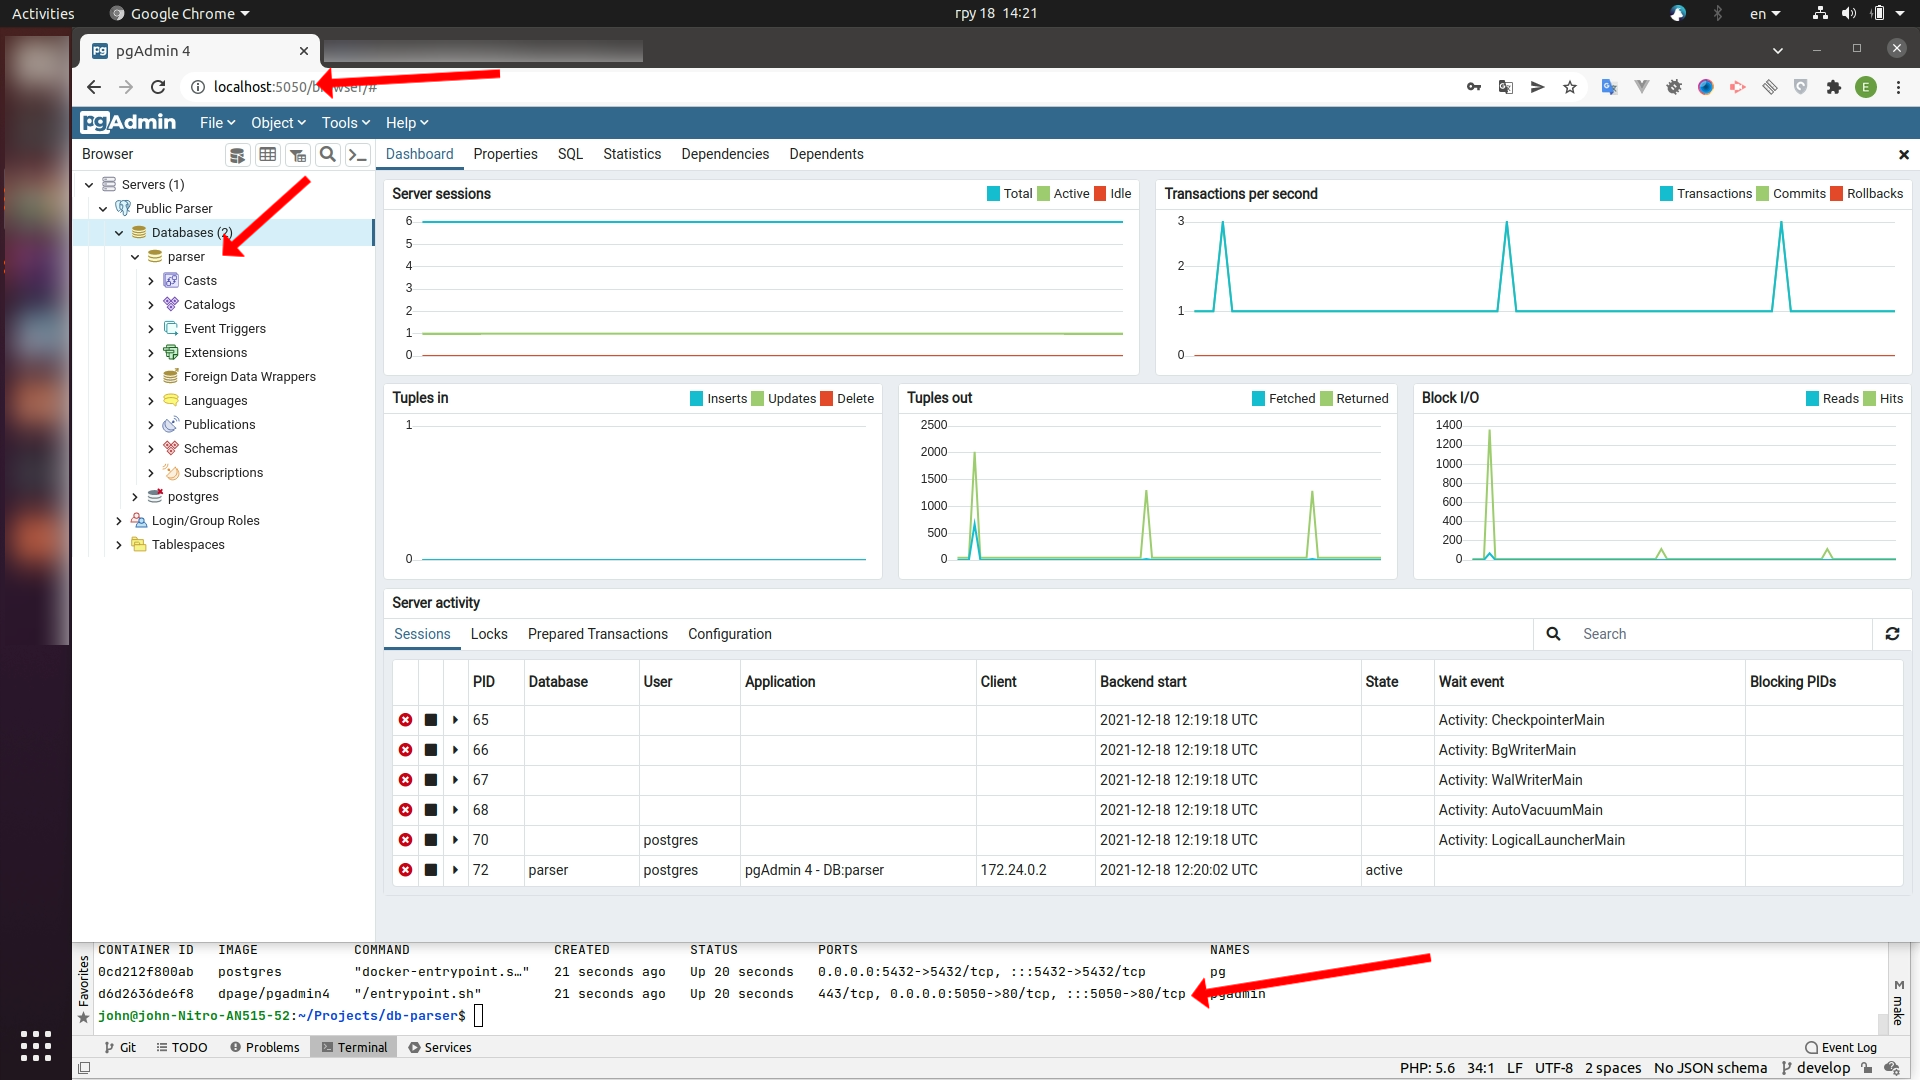 Activities Google Chrome гру 18 14:21 en
pgAdmin 4
localhost:5050/browser/# E
pgAdmin File Object Tools Help
Browser Dashboard Properties SQL Statistics Dependencies Dependents
Servers (1)
Public Parser
Databases (2)
parser
Casts
Catalogs
Event Triggers
Extensions
Foreign Data Wrappers
Languages
Publications
Schemas
Subscriptions
postgres
Login/Group Roles
Tablespaces
Server sessions Total Active Idle
6
5
4
3
2
1
0
Transactions per second Transactions Commits Rollbacks
3
2
1
0
Tuples in Inserts Updates Delete
1
0
Tuples out Fetched Returned
2500
2000
1500
1000
500
0
Block I/O Reads Hits
1400
1200
1000
800
600
400
200
0
Server activity
Sessions Locks Prepared Transactions Configuration Search
PID Database User Application Client Backend start State Wait event Blocking PIDs
65 2021-12-18 12:19:18 UTC Activity: CheckpointerMain
66 2021-12-18 12:19:18 UTC Activity: BgWriterMain
67 2021-12-18 12:19:18 UTC Activity: WalWriterMain
68 2021-12-18 12:19:18 UTC Activity: AutoVacuumMain
70 postgres 2021-12-18 12:19:18 UTC Activity: LogicalLauncherMain
72 parser postgres pgAdmin 4 - DB:parser 172.24.0.2 2021-12-18 12:20:02 UTC active
CONTAINER ID IMAGE COMMAND CREATED STATUS PORTS NAMES
0cd212f800ab postgres "docker-entrypoint.s…" 21 seconds ago Up 20 seconds 0.0.0.0:5432->5432/tcp, :::5432->5432/tcp pg
d6d2636de6f8 dpage/pgadmin4 "/entrypoint.sh" 21 seconds ago Up 20 seconds 443/tcp, 0.0.0.0:5050->80/tcp, :::5050->80/tcp pgadmin
john@john-Nitro-AN515-52:~/Projects/db-parser$
Favorites
M make
Git TODO Problems Terminal Services Event Log
PHP: 5.6 34:1 LF UTF-8 2 spaces No JSON schema develop